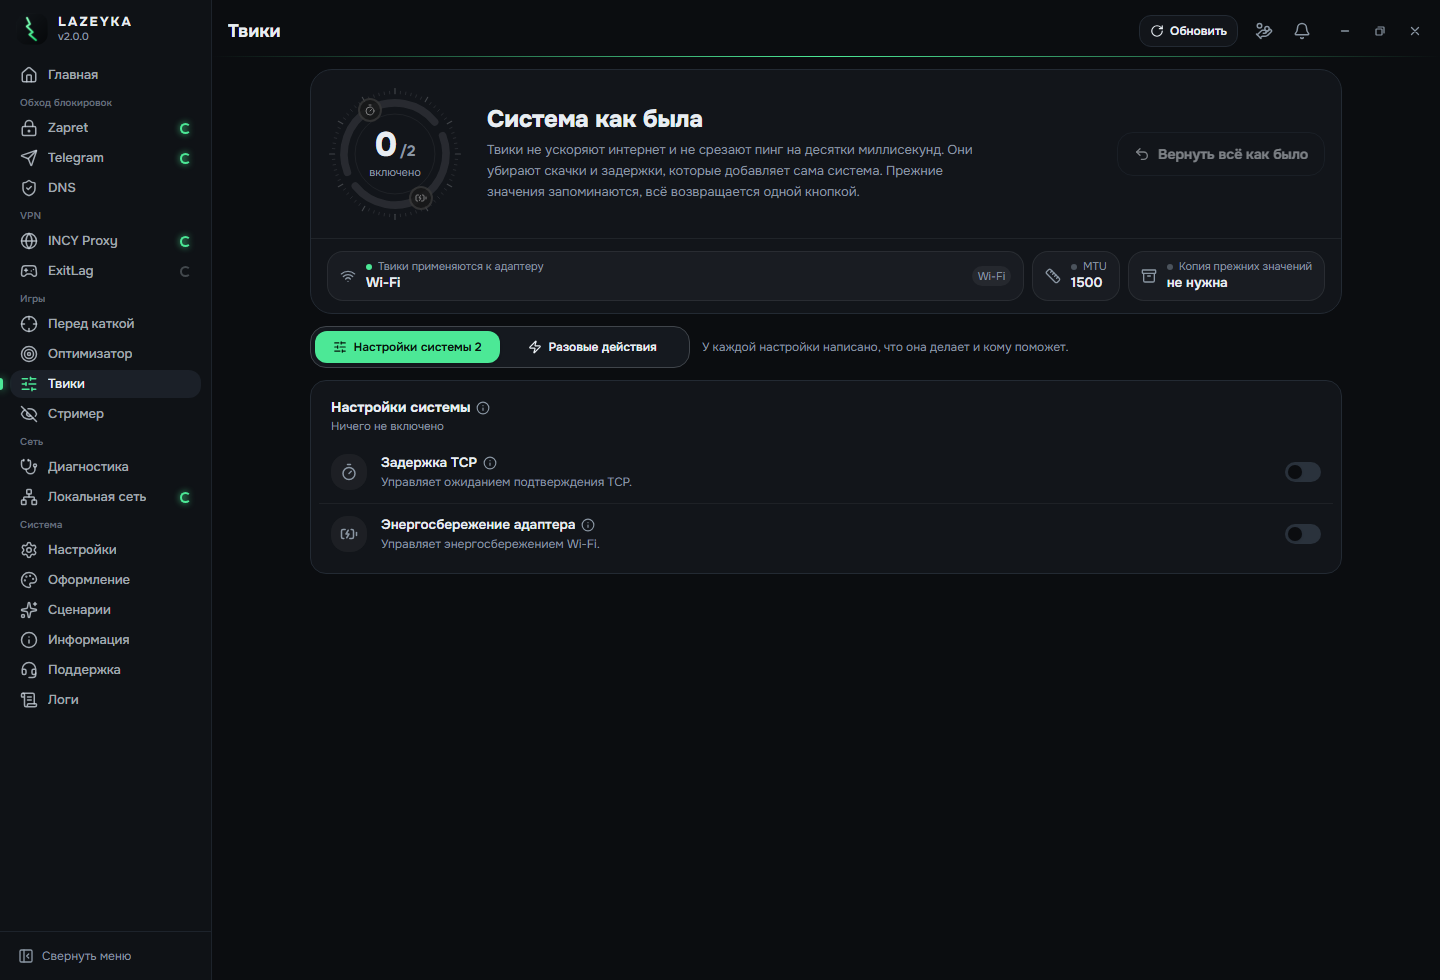 LAZEYKA
v2.0.0
Главная
Обход блокировок
Zapret
Telegram
DNS
VPN
INCY Proxy
ExitLag
Игры
Перед каткой
Оптимизатор
Твики
Стример
Сеть
Диагностика
Локальная сеть
Система
Настройки
Оформление
Сценарии
Информация
Поддержка
Логи
Свернуть меню
Твики
Обновить
0/2
включено
Система как была
Твики не ускоряют интернет и не срезают пинг на десятки миллисекунд. Они
убирают скачки и задержки, которые добавляет сама система. Прежние
значения запоминаются, всё возвращается одной кнопкой.
Вернуть всё как было
Твики применяются к адаптеру
Wi-Fi
Wi-Fi
MTU
1500
Копия прежних значений
не нужна
Настройки системы 2
Разовые действия
У каждой настройки написано, что она делает и кому поможет.
Настройки системы
Ничего не включено
Задержка TCP
Управляет ожиданием подтверждения TCP.
Энергосбережение адаптера
Управляет энергосбережением Wi-Fi.